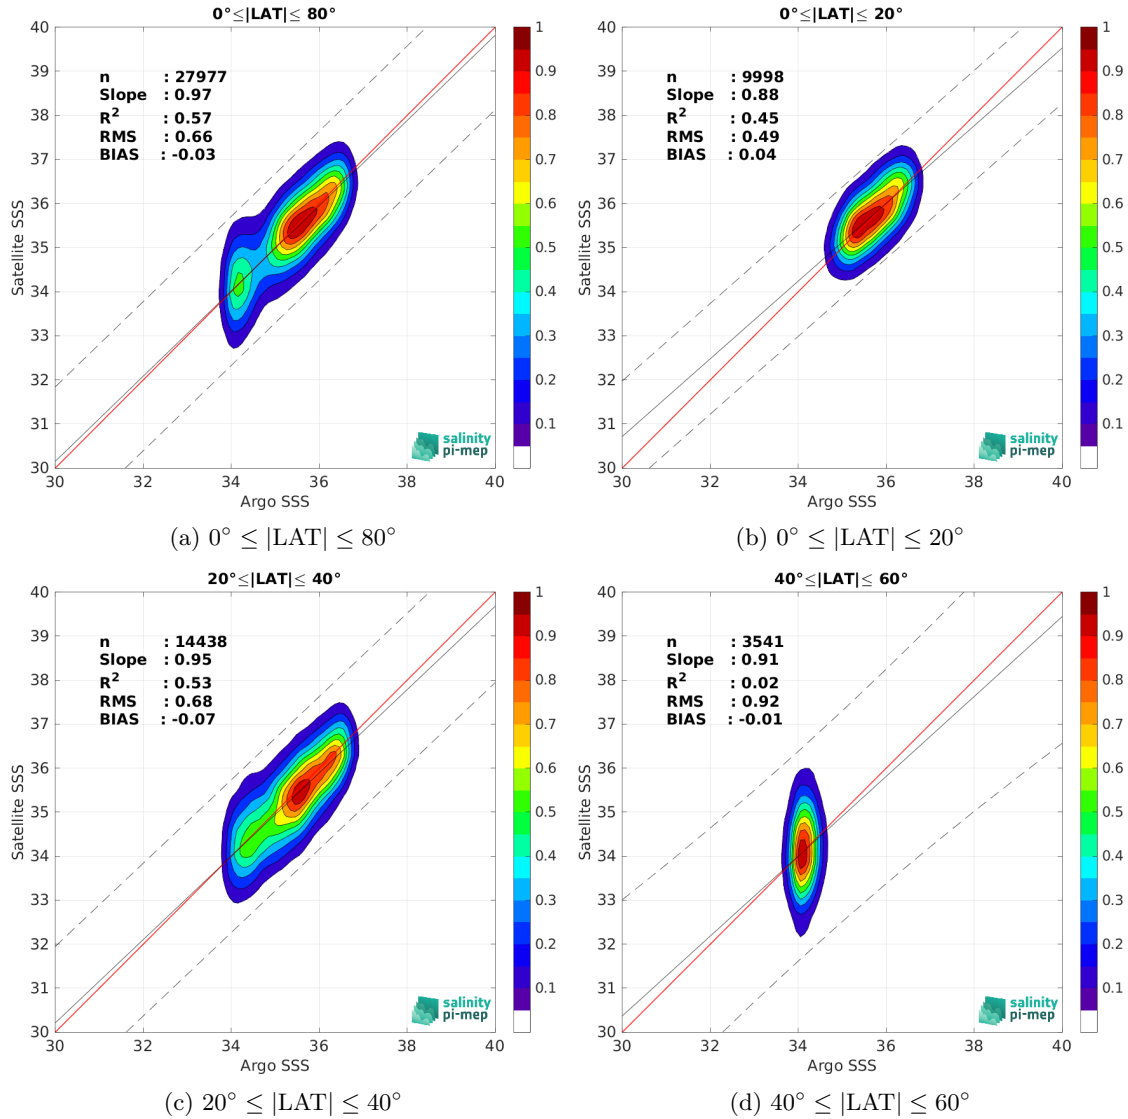 0°≤|LAT|≤ 80°
40
39
38
37
36
35
34
33
32
31
30
Satellite SSS
n : 27977
Slope : 0.97
R² : 0.57
RMS : 0.66
BIAS : -0.03
salinity
pi-mep
30 32 34 36 38 40
Argo SSS
1
0.9
0.8
0.7
0.6
0.5
0.4
0.3
0.2
0.1
(a) 0° ≤ |LAT| ≤ 80°
0°≤|LAT|≤ 20°
40
39
38
37
36
35
34
33
32
31
30
Satellite SSS
n : 9998
Slope : 0.88
R² : 0.45
RMS : 0.49
BIAS : 0.04
salinity
pi-mep
30 32 34 36 38 40
Argo SSS
1
0.9
0.8
0.7
0.6
0.5
0.4
0.3
0.2
0.1
(b) 0° ≤ |LAT| ≤ 20°
20°≤|LAT|≤ 40°
40
39
38
37
36
35
34
33
32
31
30
Satellite SSS
n : 14438
Slope : 0.95
R² : 0.53
RMS : 0.68
BIAS : -0.07
salinity
pi-mep
30 32 34 36 38 40
Argo SSS
1
0.9
0.8
0.7
0.6
0.5
0.4
0.3
0.2
0.1
(c) 20° ≤ |LAT| ≤ 40°
40°≤|LAT|≤ 60°
40
39
38
37
36
35
34
33
32
31
30
Satellite SSS
n : 3541
Slope : 0.91
R² : 0.02
RMS : 0.92
BIAS : -0.01
salinity
pi-mep
30 32 34 36 38 40
Argo SSS
1
0.9
0.8
0.7
0.6
0.5
0.4
0.3
0.2
0.1
(d) 40° ≤ |LAT| ≤ 60°